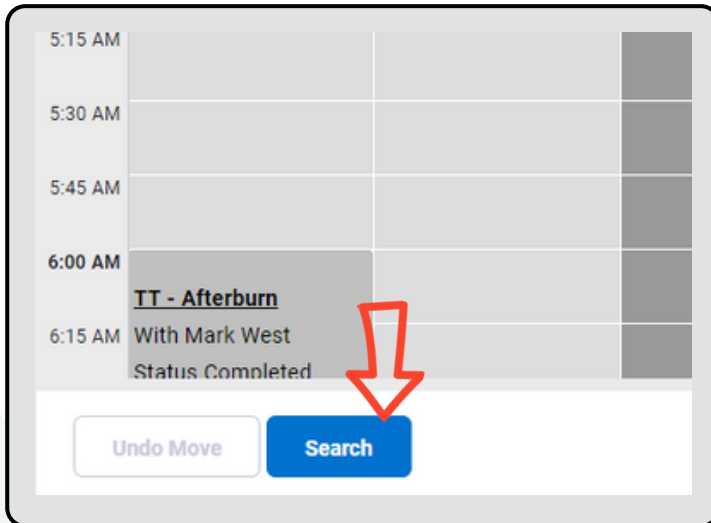 5:15 AM
5:30 AM
5:45 AM
6:00 AM
TT - Afterburn
6:15 AM With Mark West
Status Completed
Undo Move Search